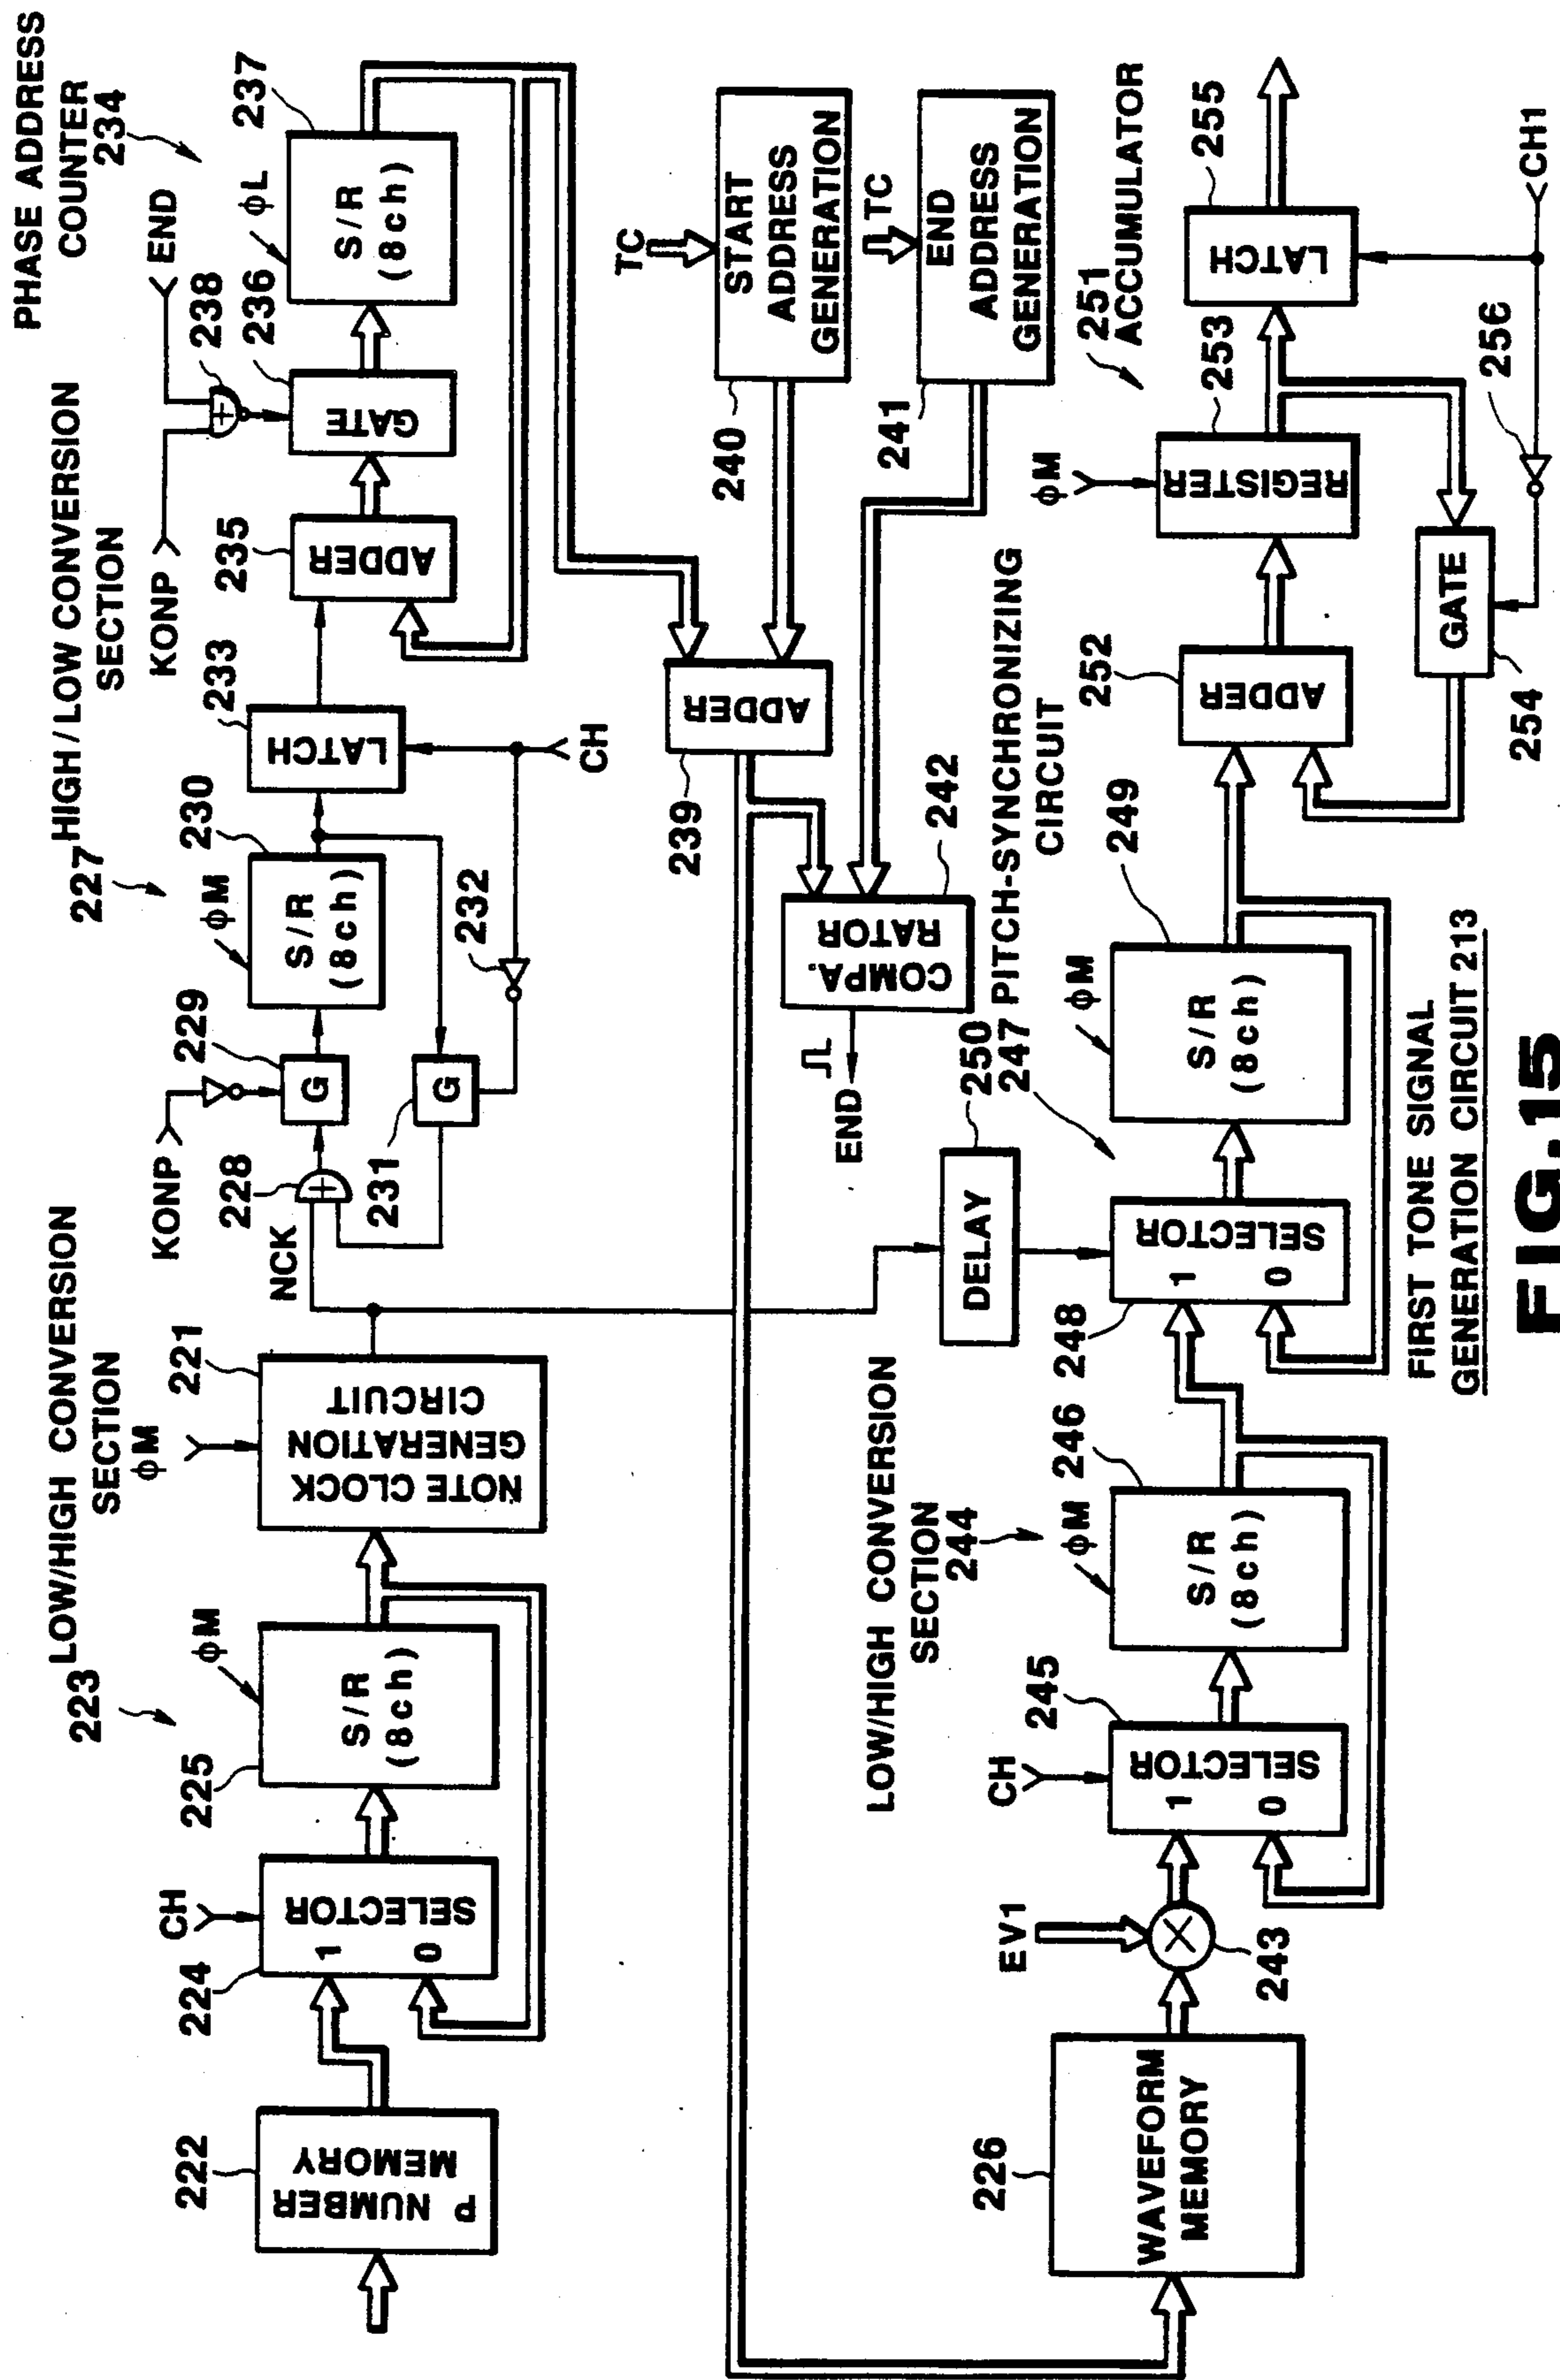 LOW/HIGH CONVERSION
SECTION
223
P NUMBER
MEMORY
222
CH
SELECTOR
1
0
224
φM
S/R
(8ch)
225
φM
NOTE CLOCK
GENERATION
CIRCUIT
221
NCK
HIGH/LOW CONVERSION
SECTION
227
KONP
228
G
229
φM
S/R
(8ch)
230
G
231
232
LATCH
233
CH
PHASE ADDRESS
COUNTER
234
KONP
END
238
ADDER
235
GATE
236
φL
S/R
(8ch)
237
TC
START
ADDRESS
GENERATION
240
TC
END
ADDRESS
GENERATION
241
ADDER
239
COMPA.
RATOR
242
END
WAVEFORM
MEMORY
226
EV1
243
LOW/HIGH CONVERSION
SECTION
244
CH
SELECTOR
1
0
245
φM
S/R
(8ch)
246
DELAY
250
247 PITCH-SYNCHRONIZING
CIRCUIT
SELECTOR
1
0
248
φM
S/R
(8ch)
249
251
ACCUMULATOR
ADDER
252
φM
REGISTER
253
GATE
254
LATCH
255
256
CH1
FIRST TONE SIGNAL
GENERATION CIRCUIT 213
FIG.15